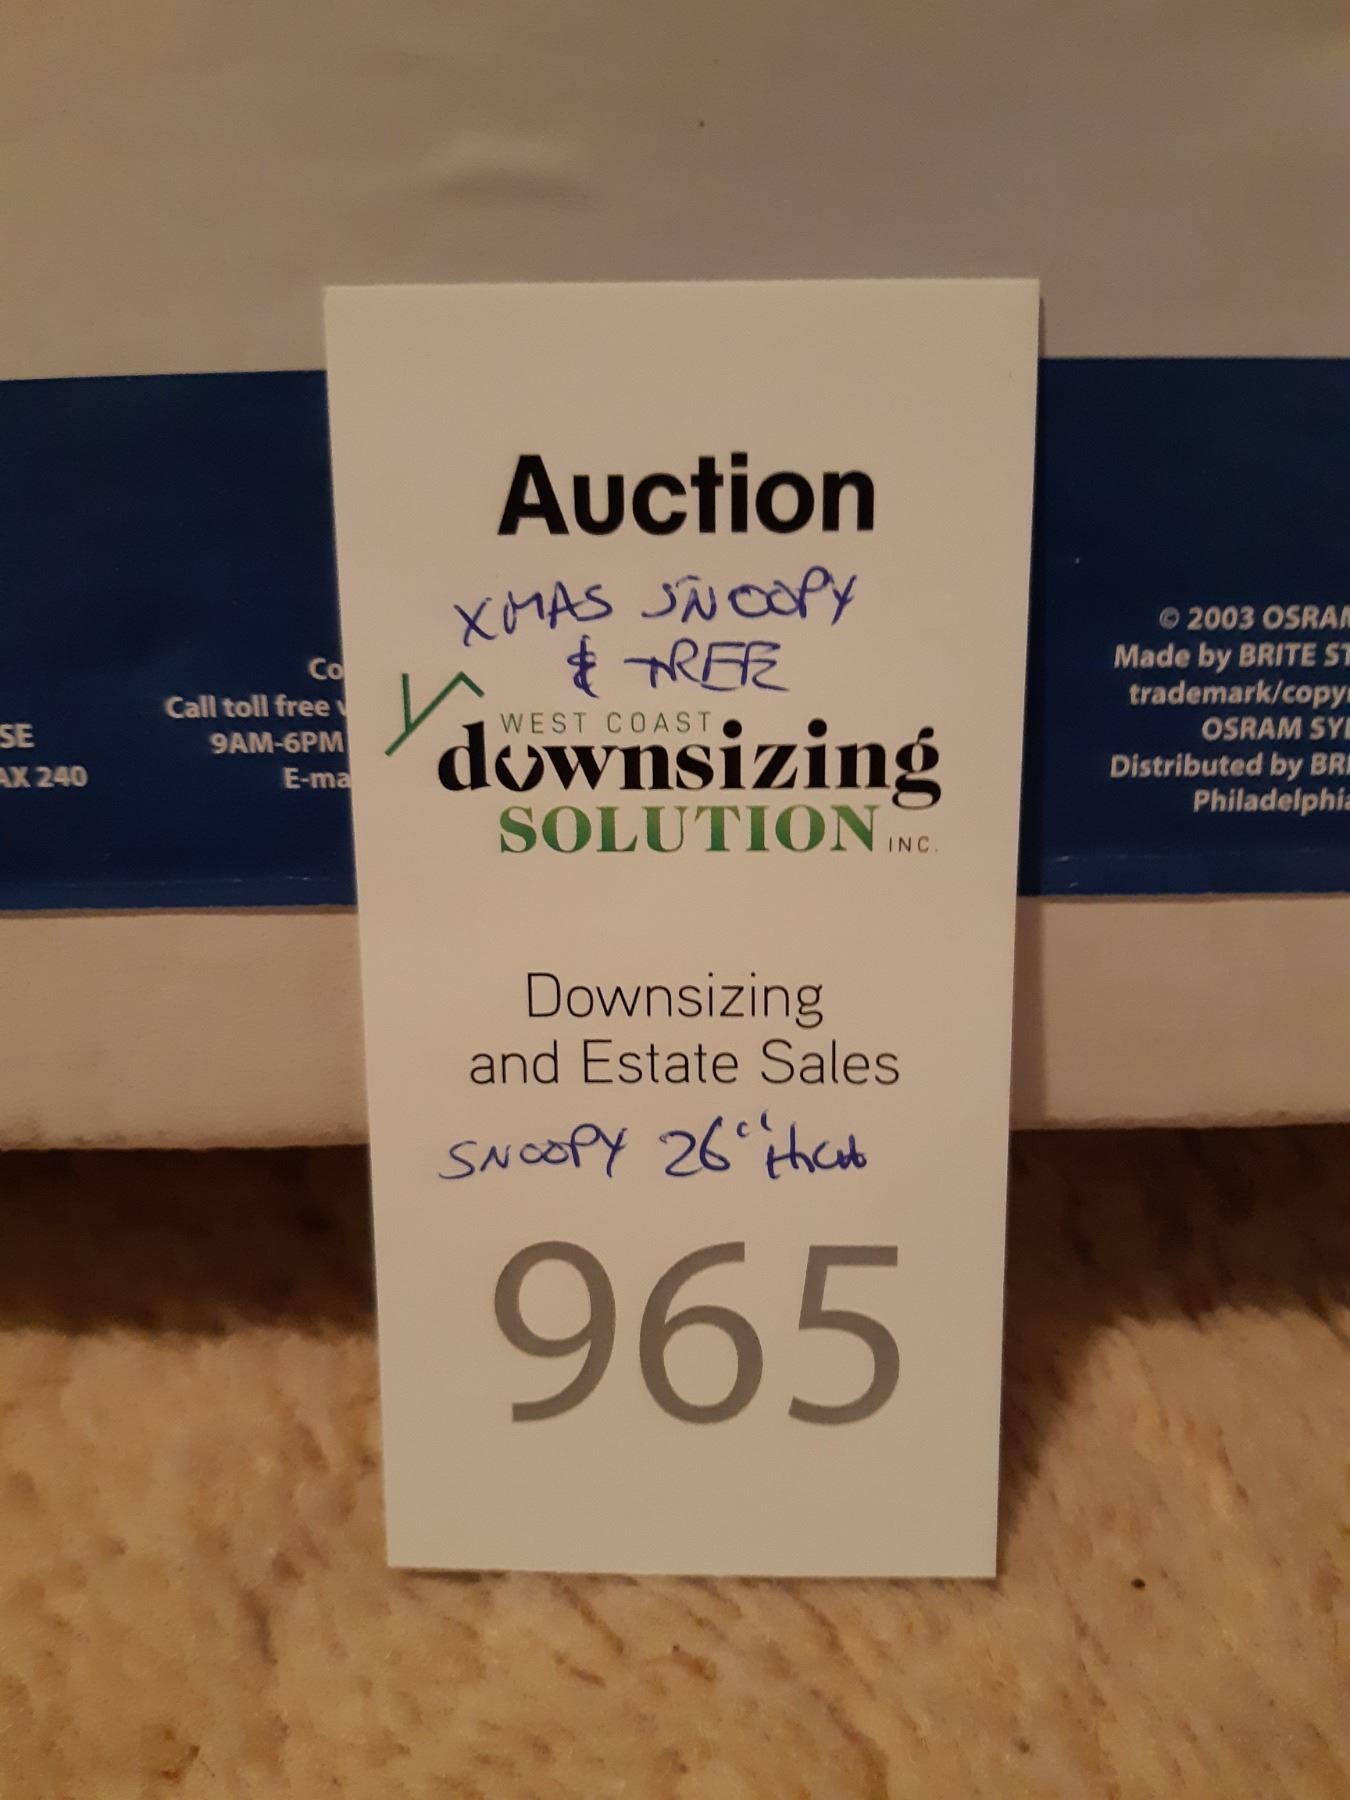 Auction
XMAS SNOOPY
& TREE
WEST COAST
downsizing
SOLUTION INC.
Downsizing
and Estate Sales
SNOOPY 26" HIGH
965
SE
AX 240
Co
Call toll free
9AM-6PM
E-ma
© 2003 OSRAM
Made by BRITE ST
trademark/copy
OSRAM SYL
Distributed by BRI
Philadelphia